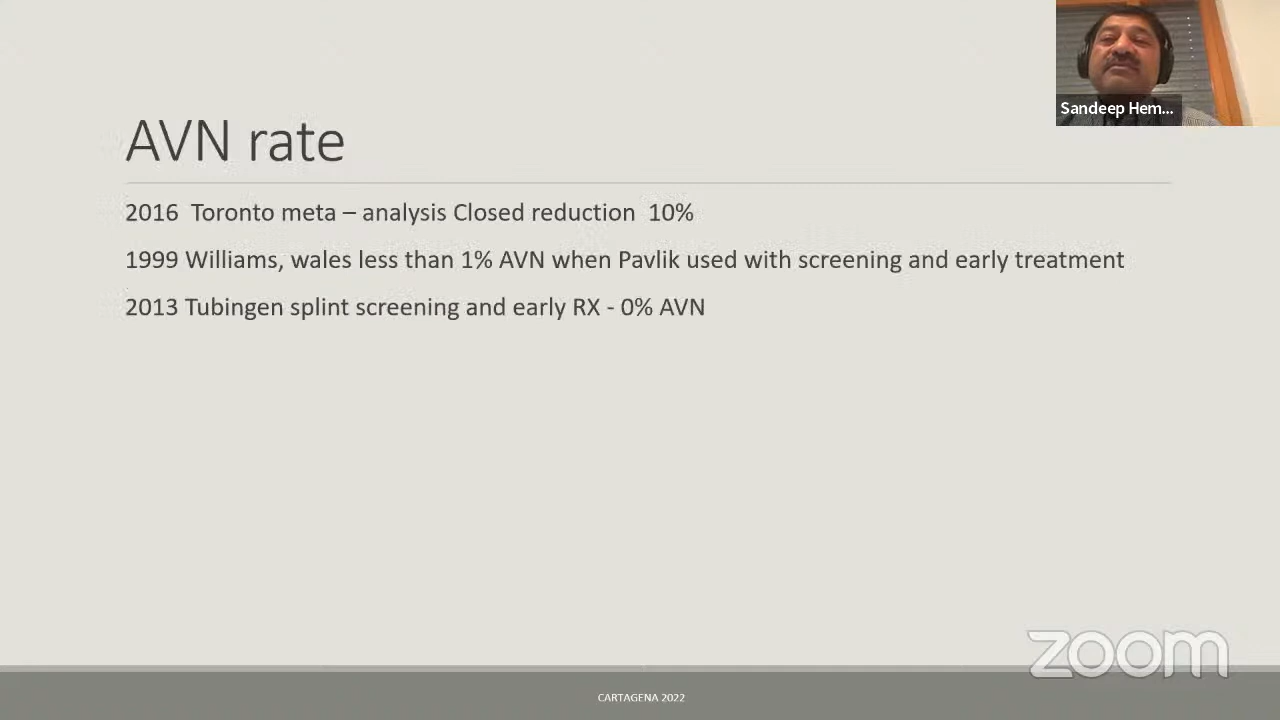 Sandeep Hem...
AVN rate
2016  Toronto meta – analysis Closed reduction  10%
1999 Williams, wales less than 1% AVN when Pavlik used with screening and early treatment
2013 Tubingen splint screening and early RX - 0% AVN
zoom
CARTAGENA 2022